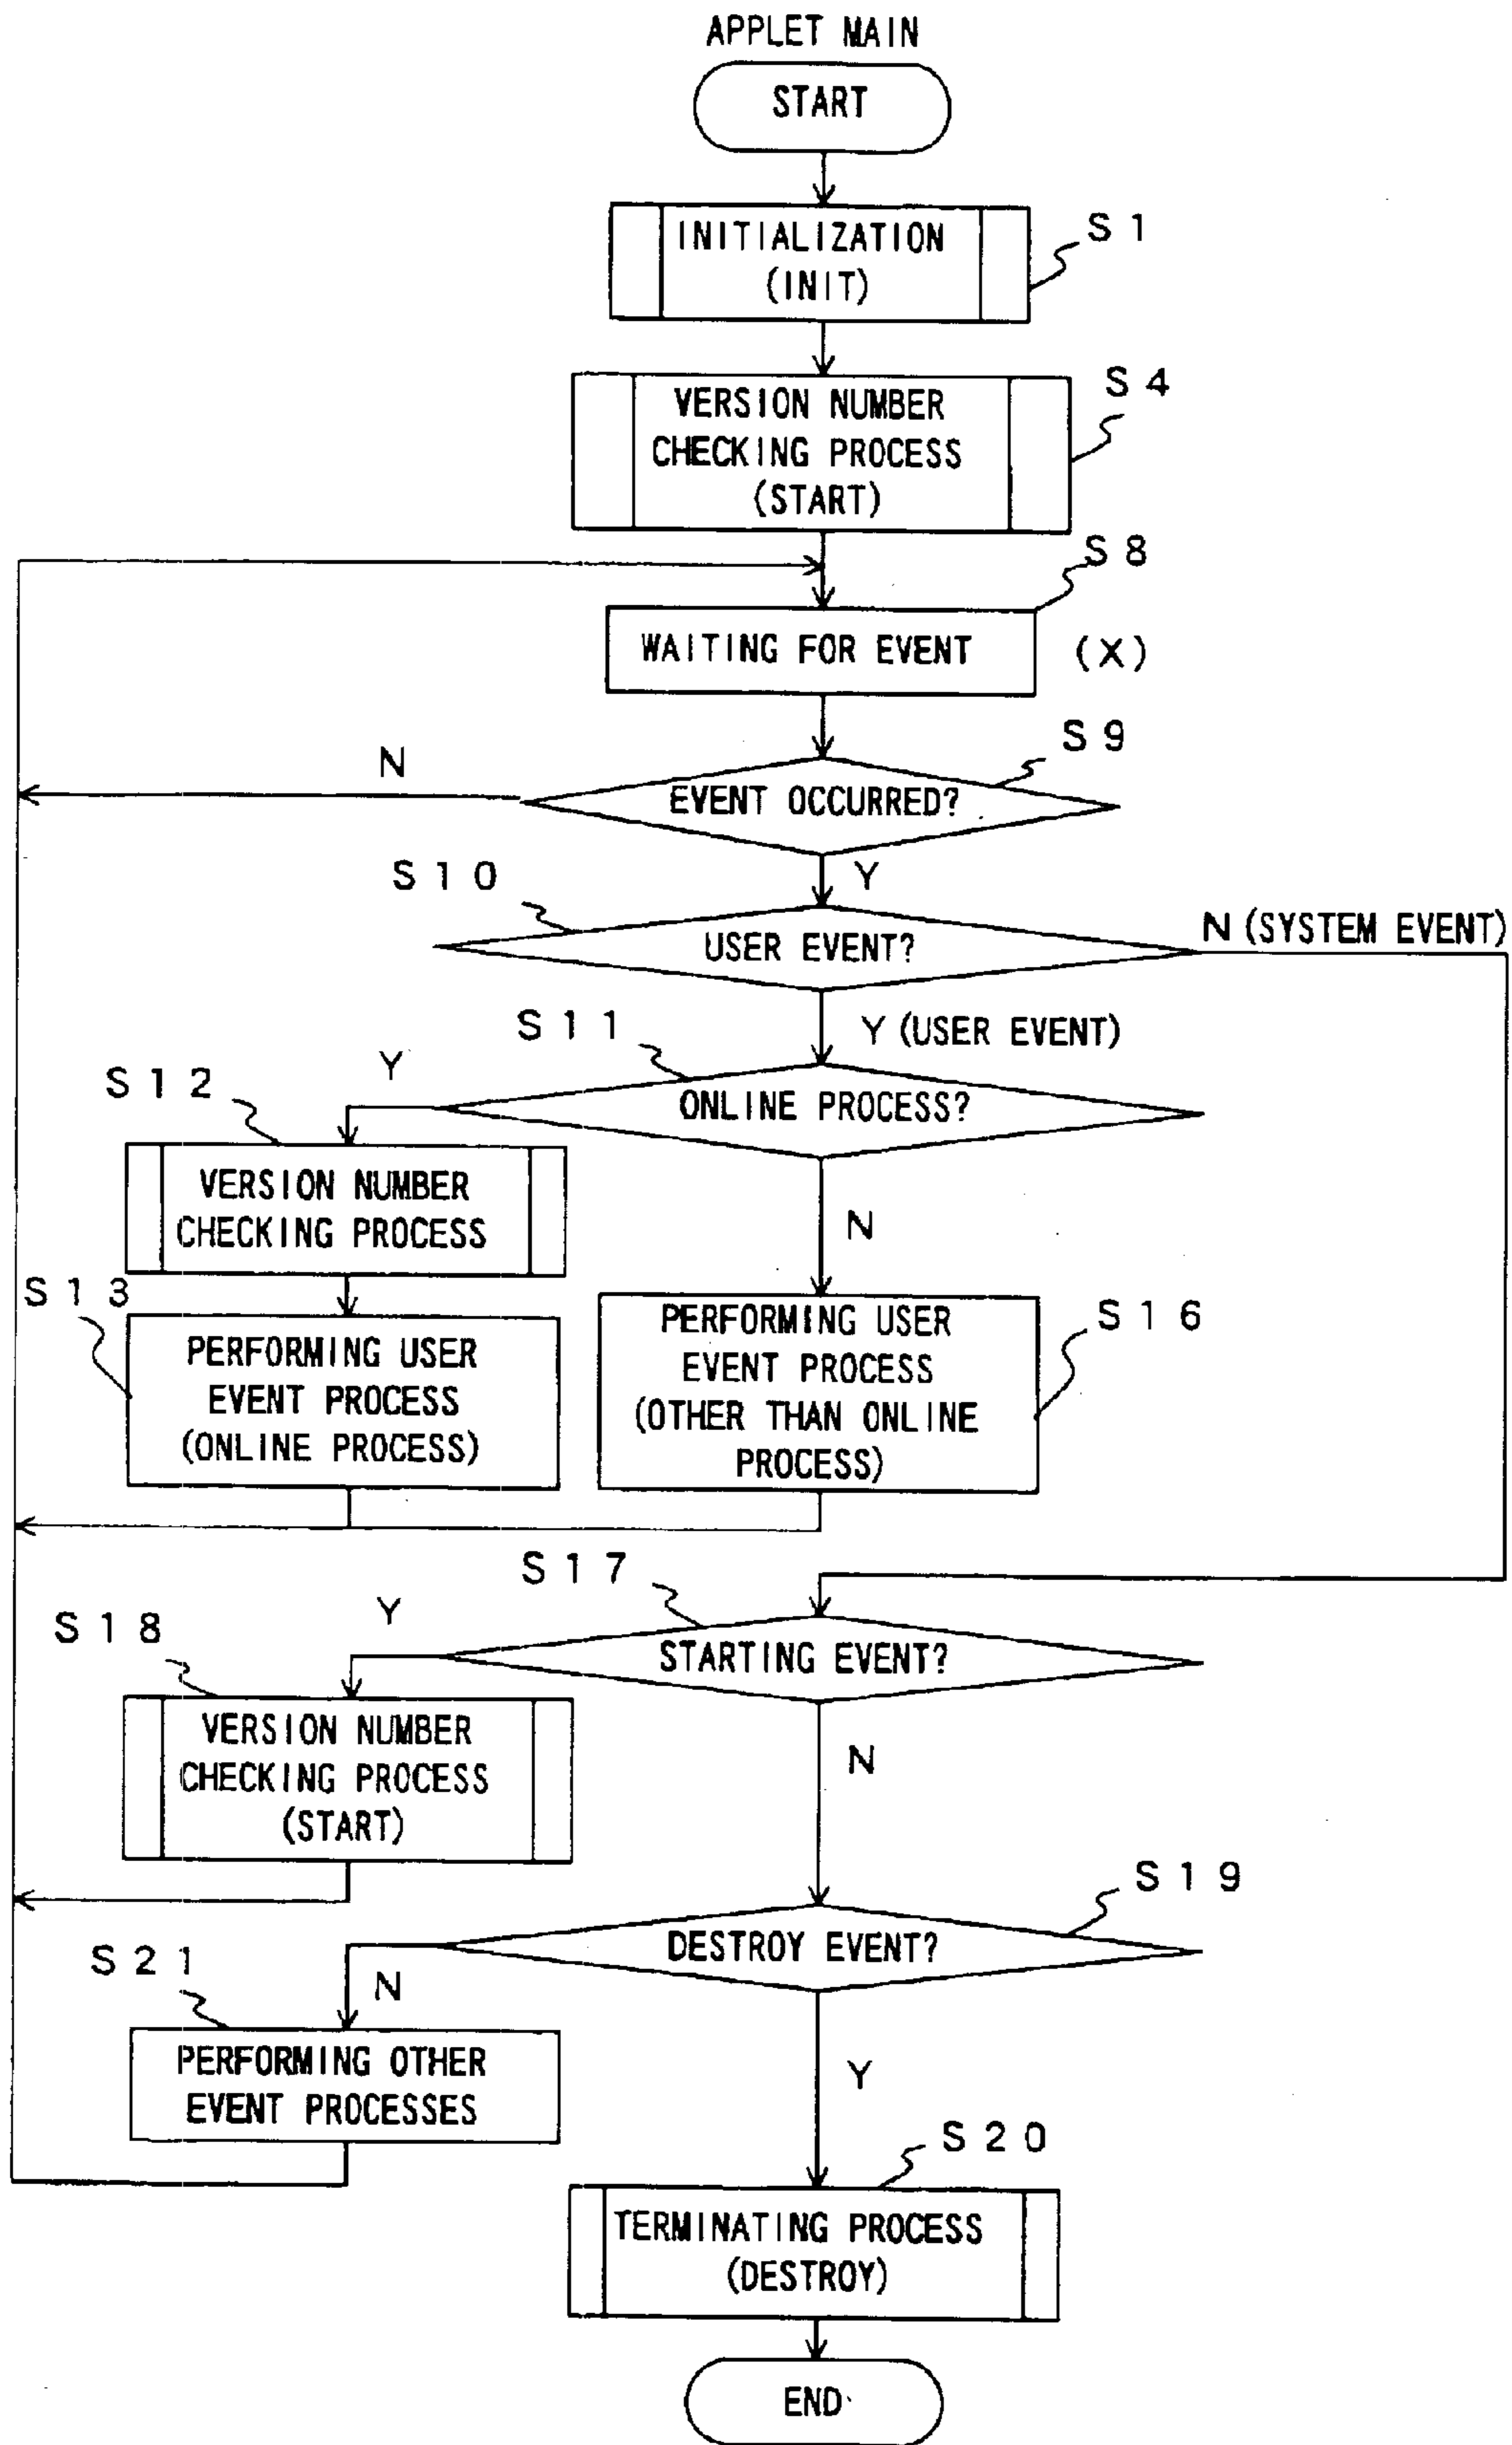 APPLET MAIN
START
INITIALIZATION
(INIT)
S1
VERSION NUMBER
CHECKING PROCESS
(START)
S4
S8
WAITING FOR EVENT
(X)
S9
N
EVENT OCCURRED?
Y
S10
USER EVENT?
N (SYSTEM EVENT)
Y (USER EVENT)
S11
Y
ONLINE PROCESS?
S12
VERSION NUMBER
CHECKING PROCESS
N
S13
PERFORMING USER
EVENT PROCESS
(ONLINE PROCESS)
PERFORMING USER
EVENT PROCESS
(OTHER THAN ONLINE
PROCESS)
S16
S17
Y
STARTING EVENT?
S18
VERSION NUMBER
CHECKING PROCESS
(START)
N
S19
DESTROY EVENT?
S21
N
PERFORMING OTHER
EVENT PROCESSES
Y
S20
TERMINATING PROCESS
(DESTROY)
END